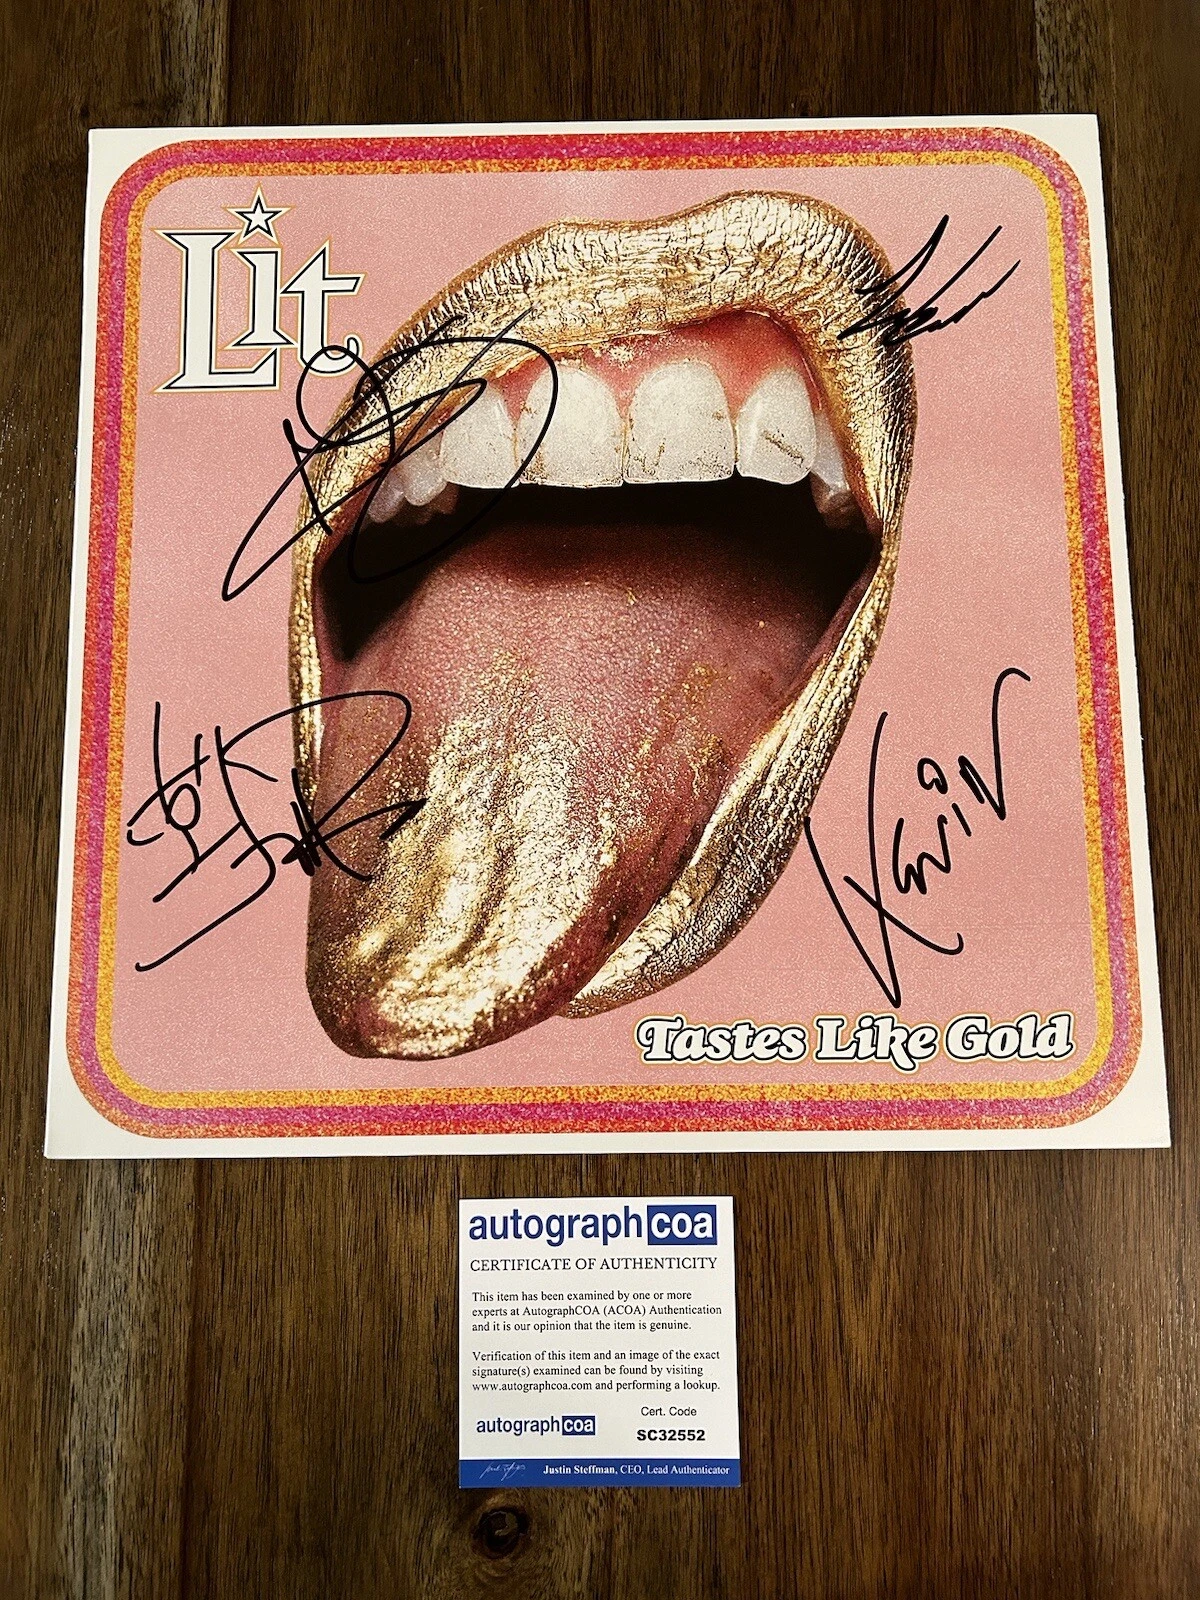 Lit
Kevin
Tastes Like Gold
autographcoa
CERTIFICATE OF AUTHENTICITY
This item has been examined by one or more
experts at AutographCOA (ACOA) Authentication
and it is our opinion that the item is genuine.
Verification of this item and an image of the exact
signature(s) examined can be found by visiting
www.autographcoa.com and performing a lookup.
autographcoa
Cert. Code
SC32552
Justin Steffman, CEO, Lead Authenticator